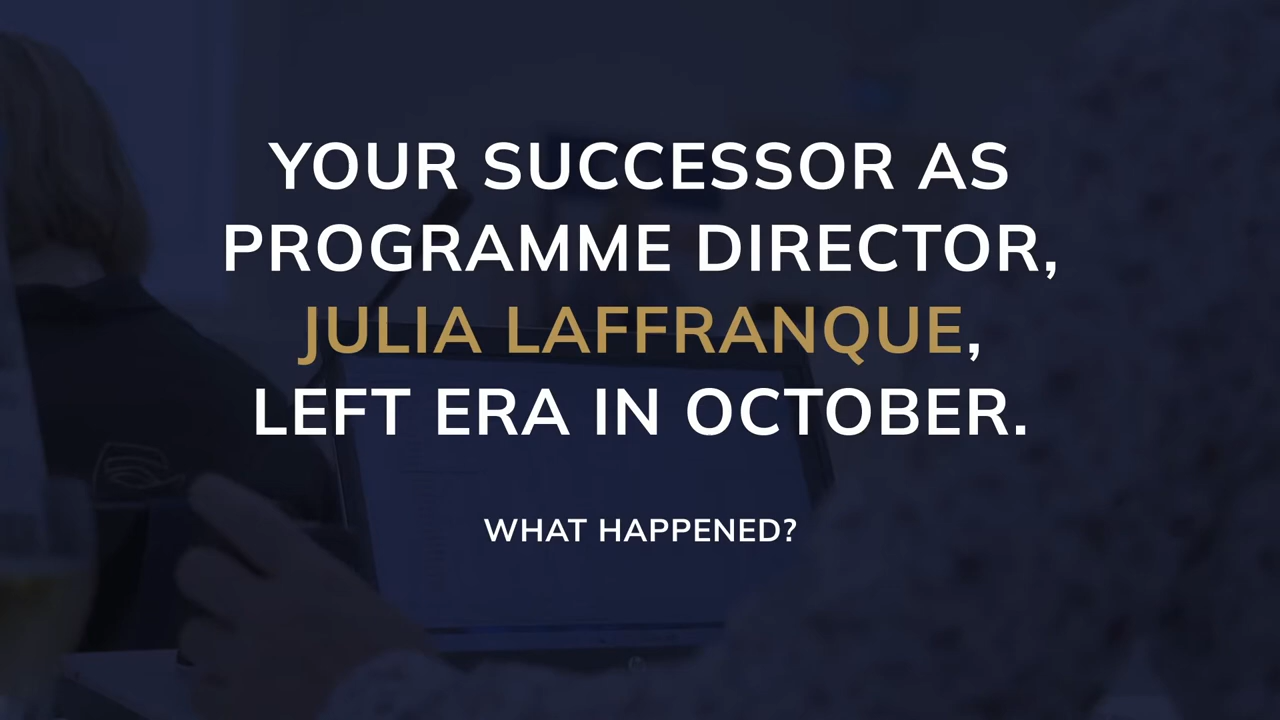 YOUR SUCCESSOR AS
PROGRAMME DIRECTOR,
JULIA LAFFRANQUE,
LEFT ERA IN OCTOBER.
WHAT HAPPENED?